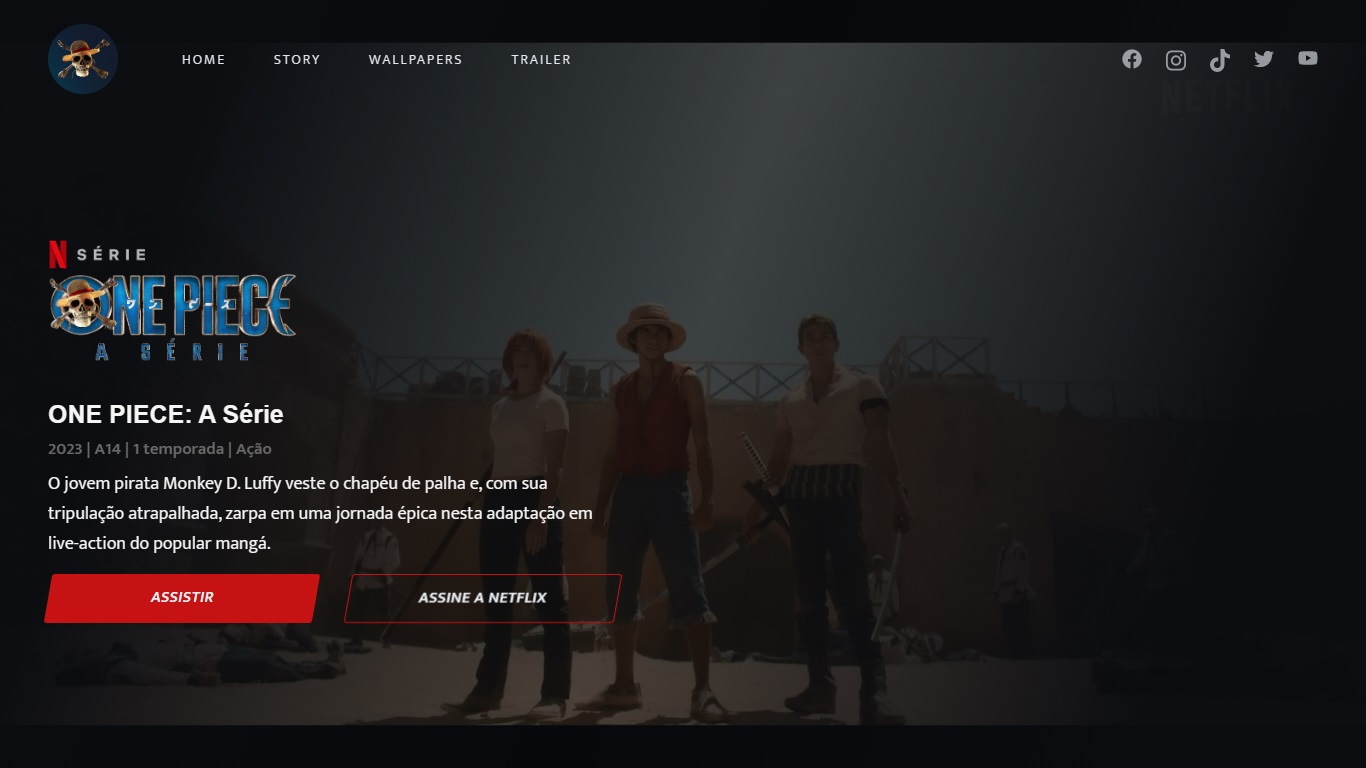 HOME STORY WALLPAPERS TRAILER
NETFLIX
N SÉRIE
ONE PIECE
ワンピース
A SÉRIE
ONE PIECE: A Série
2023 | A14 | 1 temporada | Ação
O jovem pirata Monkey D. Luffy veste o chapéu de palha e, com sua
tripulação atrapalhada, zarpa em uma jornada épica nesta adaptação em
live-action do popular mangá.
ASSISTIR ASSINE A NETFLIX